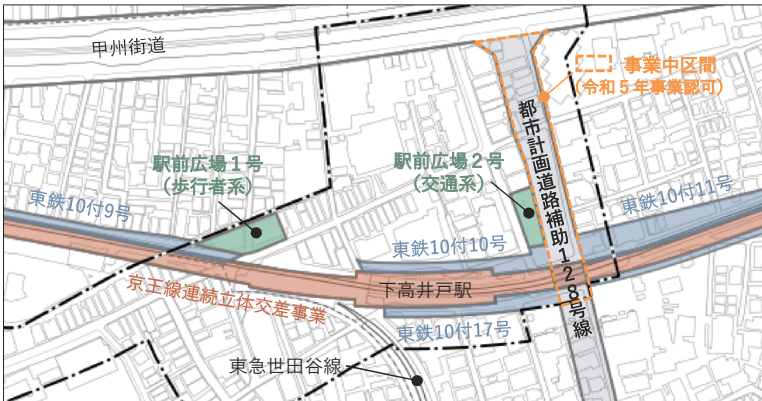 甲州街道
事業中区間
(令和5年事業認可)
都市計画道路補助128号線
駅前広場1号
(歩行者系)
駅前広場2号
(交通系)
東鉄10付9号
東鉄10付11号
東鉄10付10号
下高井戸駅
京王線連続立体交差事業
東鉄10付17号
東急世田谷線